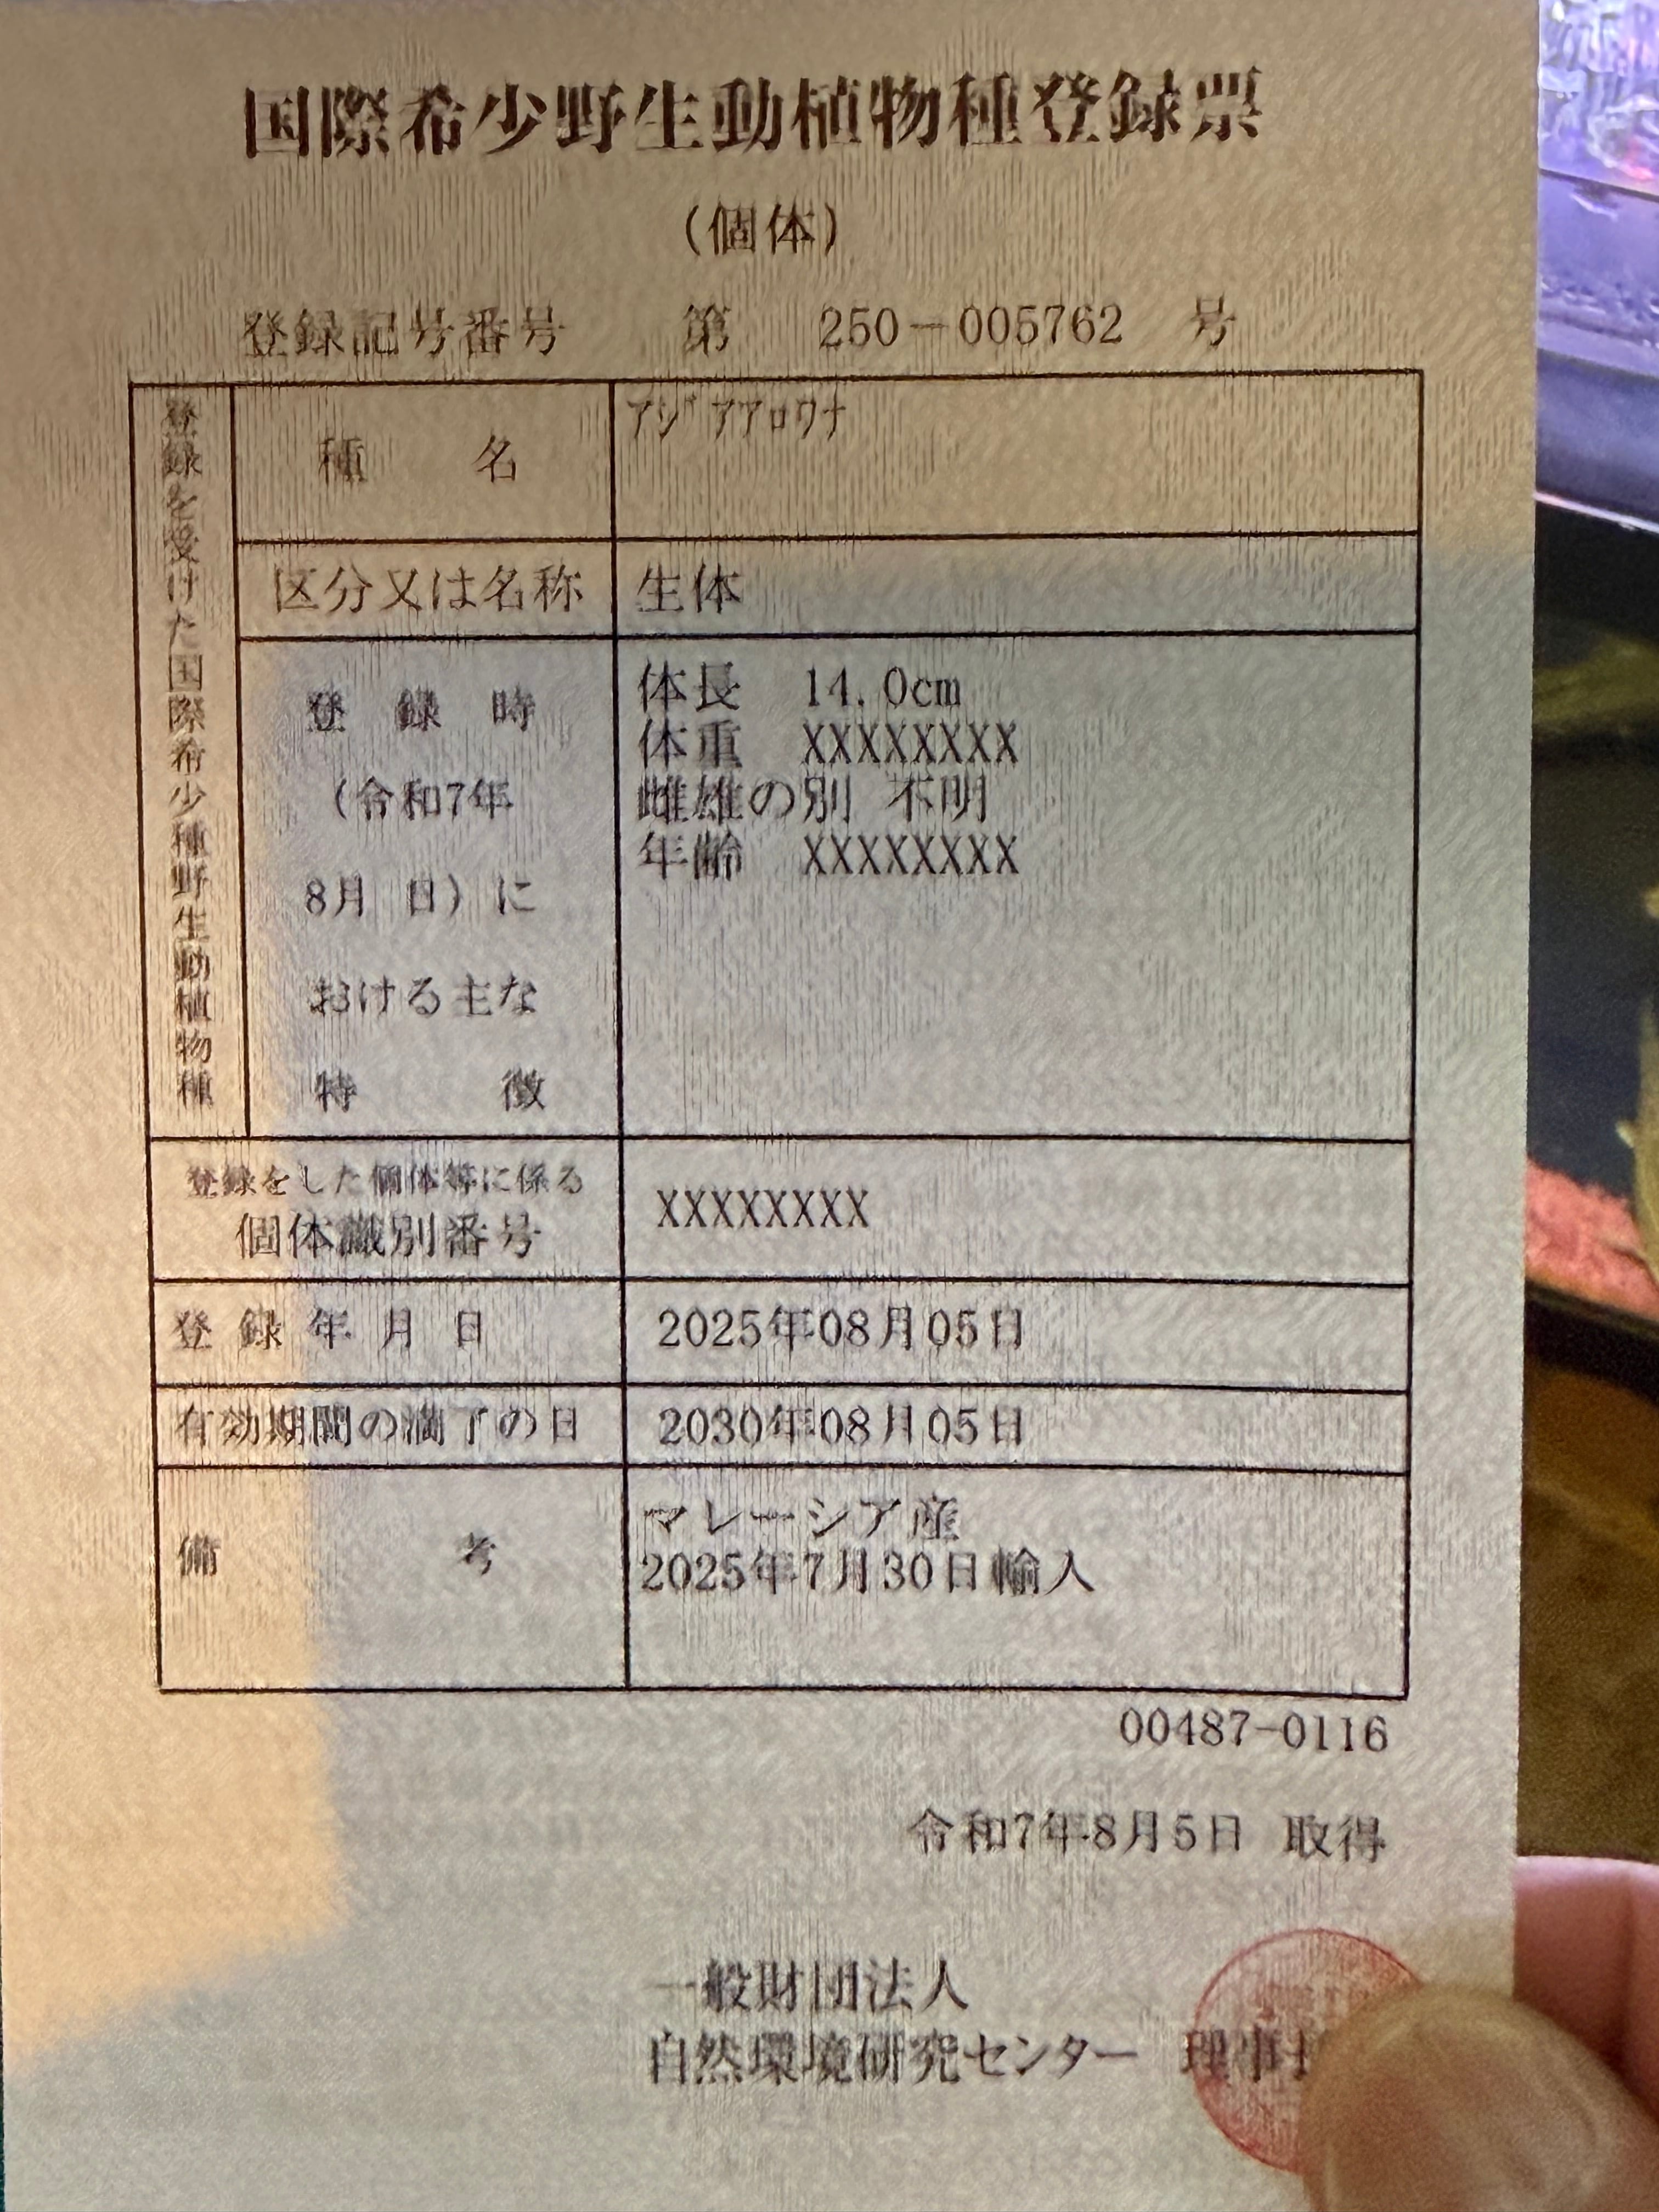 国際希少野生動植物種登録票
(個体)
登録記号番号 第 250-005762 号
登録を受けた国際希少種野生動植物種
種名 ｱｼﾞｱｱﾛﾜﾅ
区分又は名称 生体
登録時
(令和7年
8月 日)に
おける主な
特徴
体長 14.0cm
体重 XXXXXXXX
雌雄の別 不明
年齢 XXXXXXXX
登録をした個体等に係る
個体識別番号 XXXXXXXX
登録年月日 2025年08月05日
有効期間の満了の日 2030年08月05日
備考
マレーシア産
2025年7月30日輸入
00487-0116
令和7年8月5日 取得
一般財団法人
自然環境研究センター 理事